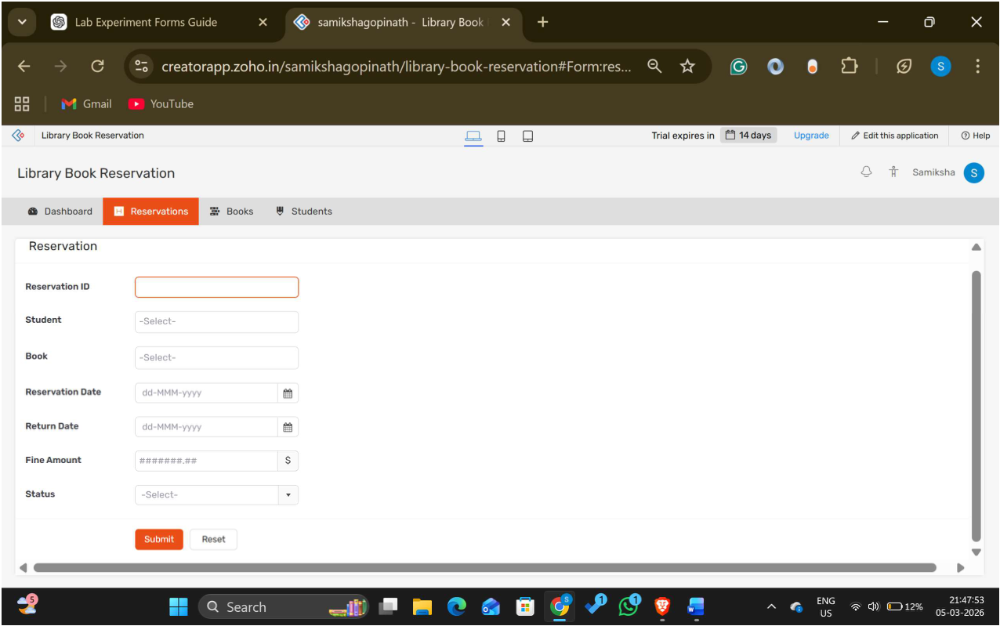 Lab Experiment Forms Guide
samikshagopinath - Library Book
creatorapp.zoho.in/samikshagopinath/library-book-reservation#Form:res...
G
S
Gmail
YouTube
Library Book Reservation
Trial expires in 14 days
Upgrade
Edit this application
Help
Library Book Reservation
Samiksha
S
Dashboard
Reservations
Books
Students
Reservation
Reservation ID
Student
-Select-
Book
-Select-
Reservation Date
dd-MMM-yyyy
Return Date
dd-MMM-yyyy
Fine Amount
#######.##
$
Status
-Select-
Submit
Reset
5
Search
S
1
1
ENG
US
12%
21:47:53
05-03-2026